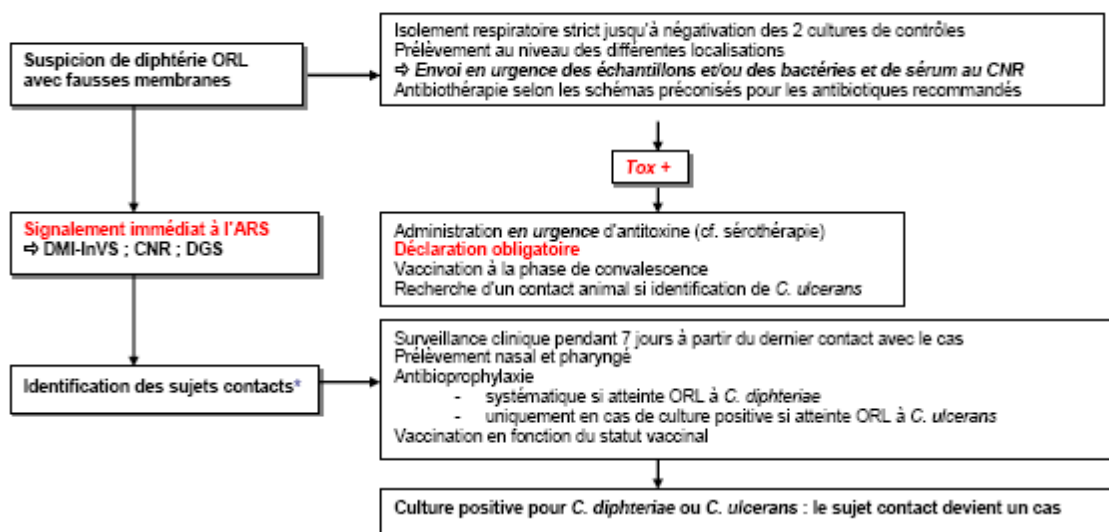 Suspicion de diphtérie ORL
avec fausses membranes
Isolement respiratoire strict jusqu'à négativation des 2 cultures de contrôles
Prélèvement au niveau des différentes localisations
⇨ Envoi en urgence des échantillons et/ou des bactéries et de sérum au CNR
Antibiothérapie selon les schémas préconisés pour les antibiotiques recommandés
Tox +
Signalement immédiat à l'ARS
⇨ DMI-InVS ; CNR ; DGS
Administration en urgence d'antitoxine (cf. sérothérapie)
Déclaration obligatoire
Vaccination à la phase de convalescence
Recherche d'un contact animal si identification de C. ulcerans
Identification des sujets contacts*
Surveillance clinique pendant 7 jours à partir du dernier contact avec le cas
Prélèvement nasal et pharyngé
Antibioprophylaxie
- systématique si atteinte ORL à C. diphteriae
- uniquement en cas de culture positive si atteinte ORL à C. ulcerans
Vaccination en fonction du statut vaccinal
Culture positive pour C. diphteriae ou C. ulcerans : le sujet contact devient un cas